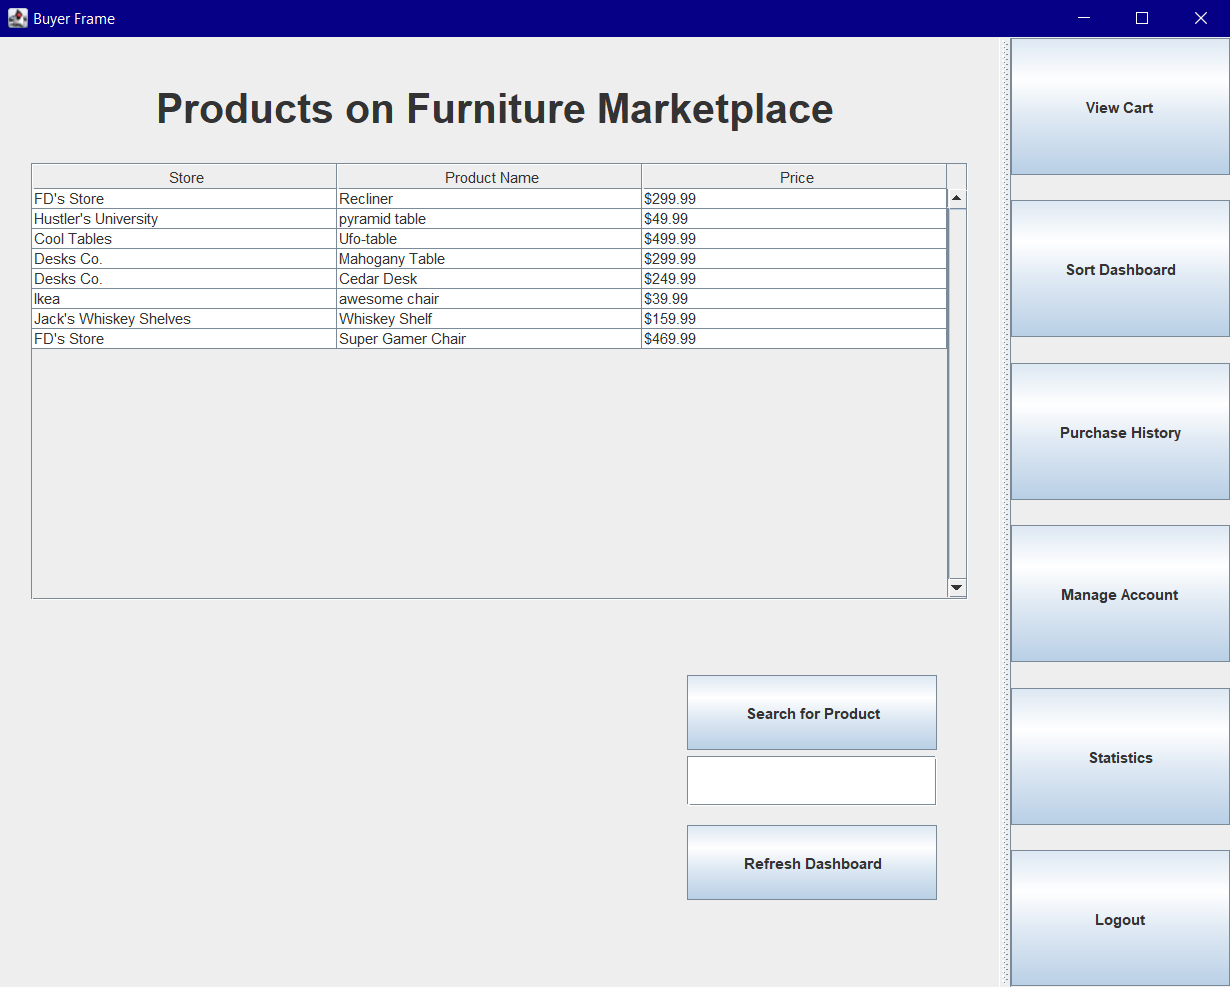 Buyer Frame
Products on Furniture Marketplace
Store Product Name Price
FD's Store Recliner $299.99
Hustler's University pyramid table $49.99
Cool Tables Ufo-table $499.99
Desks Co. Mahogany Table $299.99
Desks Co. Cedar Desk $249.99
Ikea awesome chair $39.99
Jack's Whiskey Shelves Whiskey Shelf $159.99
FD's Store Super Gamer Chair $469.99
Search for Product
Refresh Dashboard
View Cart
Sort Dashboard
Purchase History
Manage Account
Statistics
Logout